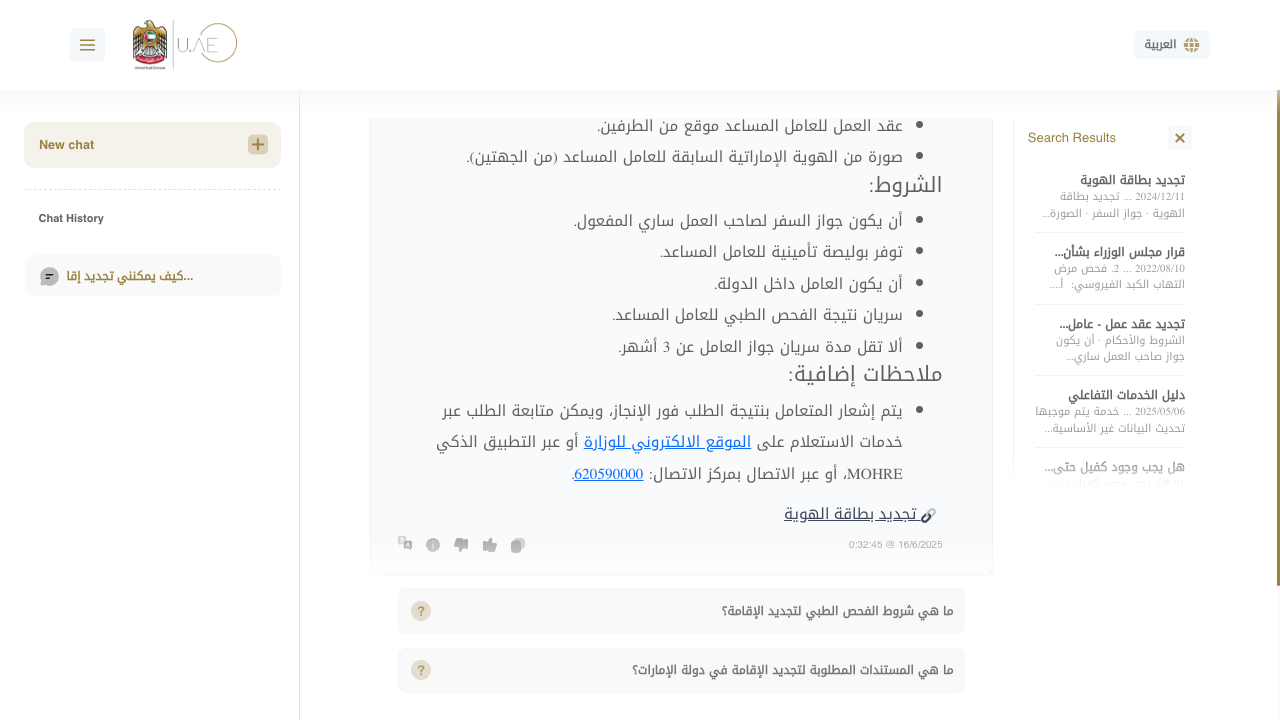 U.AE
العربية
New chat
Chat History
كيف يمكنني تجديد إقا...
عقد العمل للعامل المساعد موقع من الطرفين.
صورة من الهوية الإماراتية السابقة للعامل المساعد (من الجهتين).
الشروط:
أن يكون جواز السفر لصاحب العمل ساري المفعول.
توفر بوليصة تأمينية للعامل المساعد.
أن يكون العامل داخل الدولة.
سريان نتيجة الفحص الطبي للعامل المساعد.
ألا تقل مدة سريان جواز العامل عن 3 أشهر.
ملاحظات إضافية:
يتم إشعار المتعامل بنتيجة الطلب فور الإنجاز، ويمكن متابعة الطلب عبر
خدمات الاستعلام على الموقع الالكتروني للوزارة أو عبر التطبيق الذكي
MOHRE، أو عبر الاتصال بمركز الاتصال: 620590000.
تجديد بطاقة الهوية
0:32:45 @ 16/6/2025
ما هي شروط الفحص الطبي لتجديد الإقامة؟
ما هي المستندات المطلوبة لتجديد الإقامة في دولة الإمارات؟
Search Results
تجديد بطاقة الهوية
2024/12/11 ... تجديد بطاقة
الهوية · جواز السفر · الصورة...
قرار مجلس الوزراء بشأن...
2022/08/10 ... 2. فحص مرض
التهاب الكبد الفيروسي: أ....
تجديد عقد عمل - عامل...
الشروط والأحكام · أن يكون
جواز صاحب العمل ساري...
دليل الخدمات التفاعلي
2025/05/06 ... خدمة يتم موجبها
تحديث البيانات غير الأساسية...
هل يجب وجود كفيل حتى...